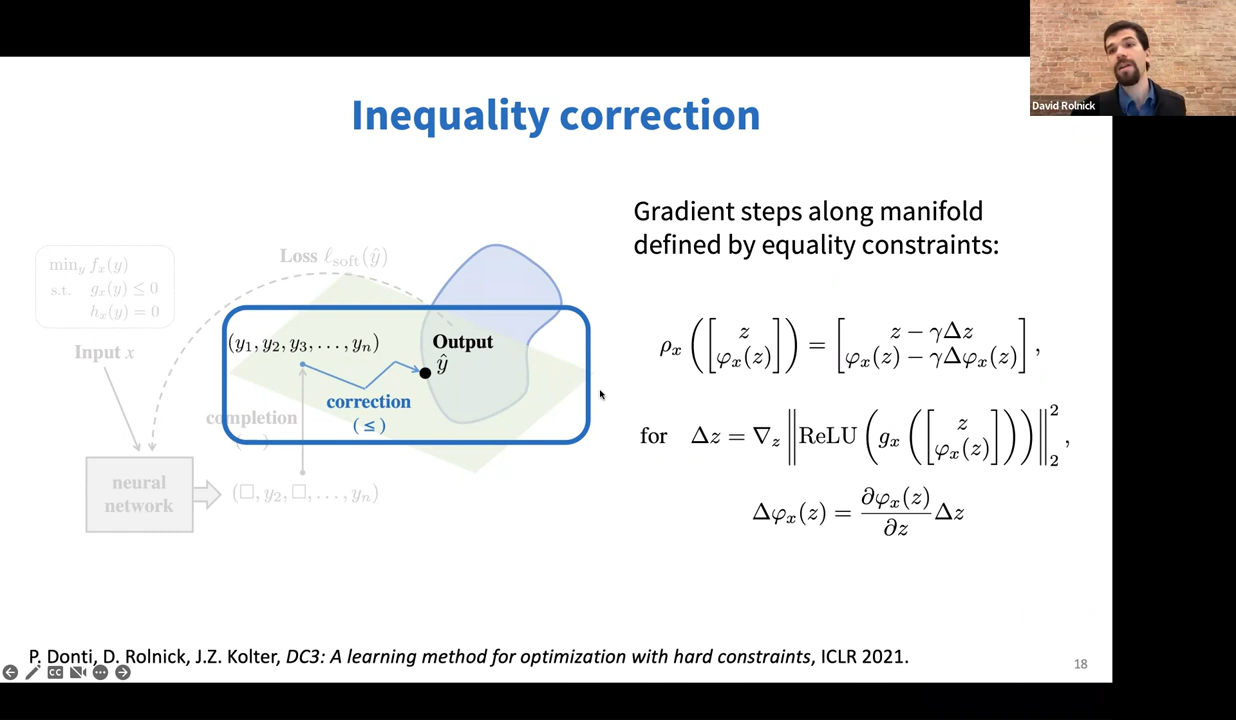 David Rolnick
Inequality correction
Gradient steps along manifold
defined by equality constraints:
min_y f_x(y)
s.t. g_x(y) ≤ 0
h_x(y) = 0
Input x
Loss ℓ_soft(ŷ)
(y₁, y₂, y₃, . . . , yₙ)
Output
ŷ
correction
(≤)
completion
neural
network
(□, y₂, □, . . . , yₙ)
ρ_x ([z φ_x(z)]) = [z − γΔz φ_x(z) − γΔφ_x(z)],
for Δz = ∇_z ‖ReLU (g_x ([z φ_x(z)]))‖₂²,
Δφ_x(z) = ∂φ_x(z)/∂z Δz
P. Donti, D. Rolnick, J.Z. Kolter, DC3: A learning method for optimization with hard constraints, ICLR 2021.
CC
18